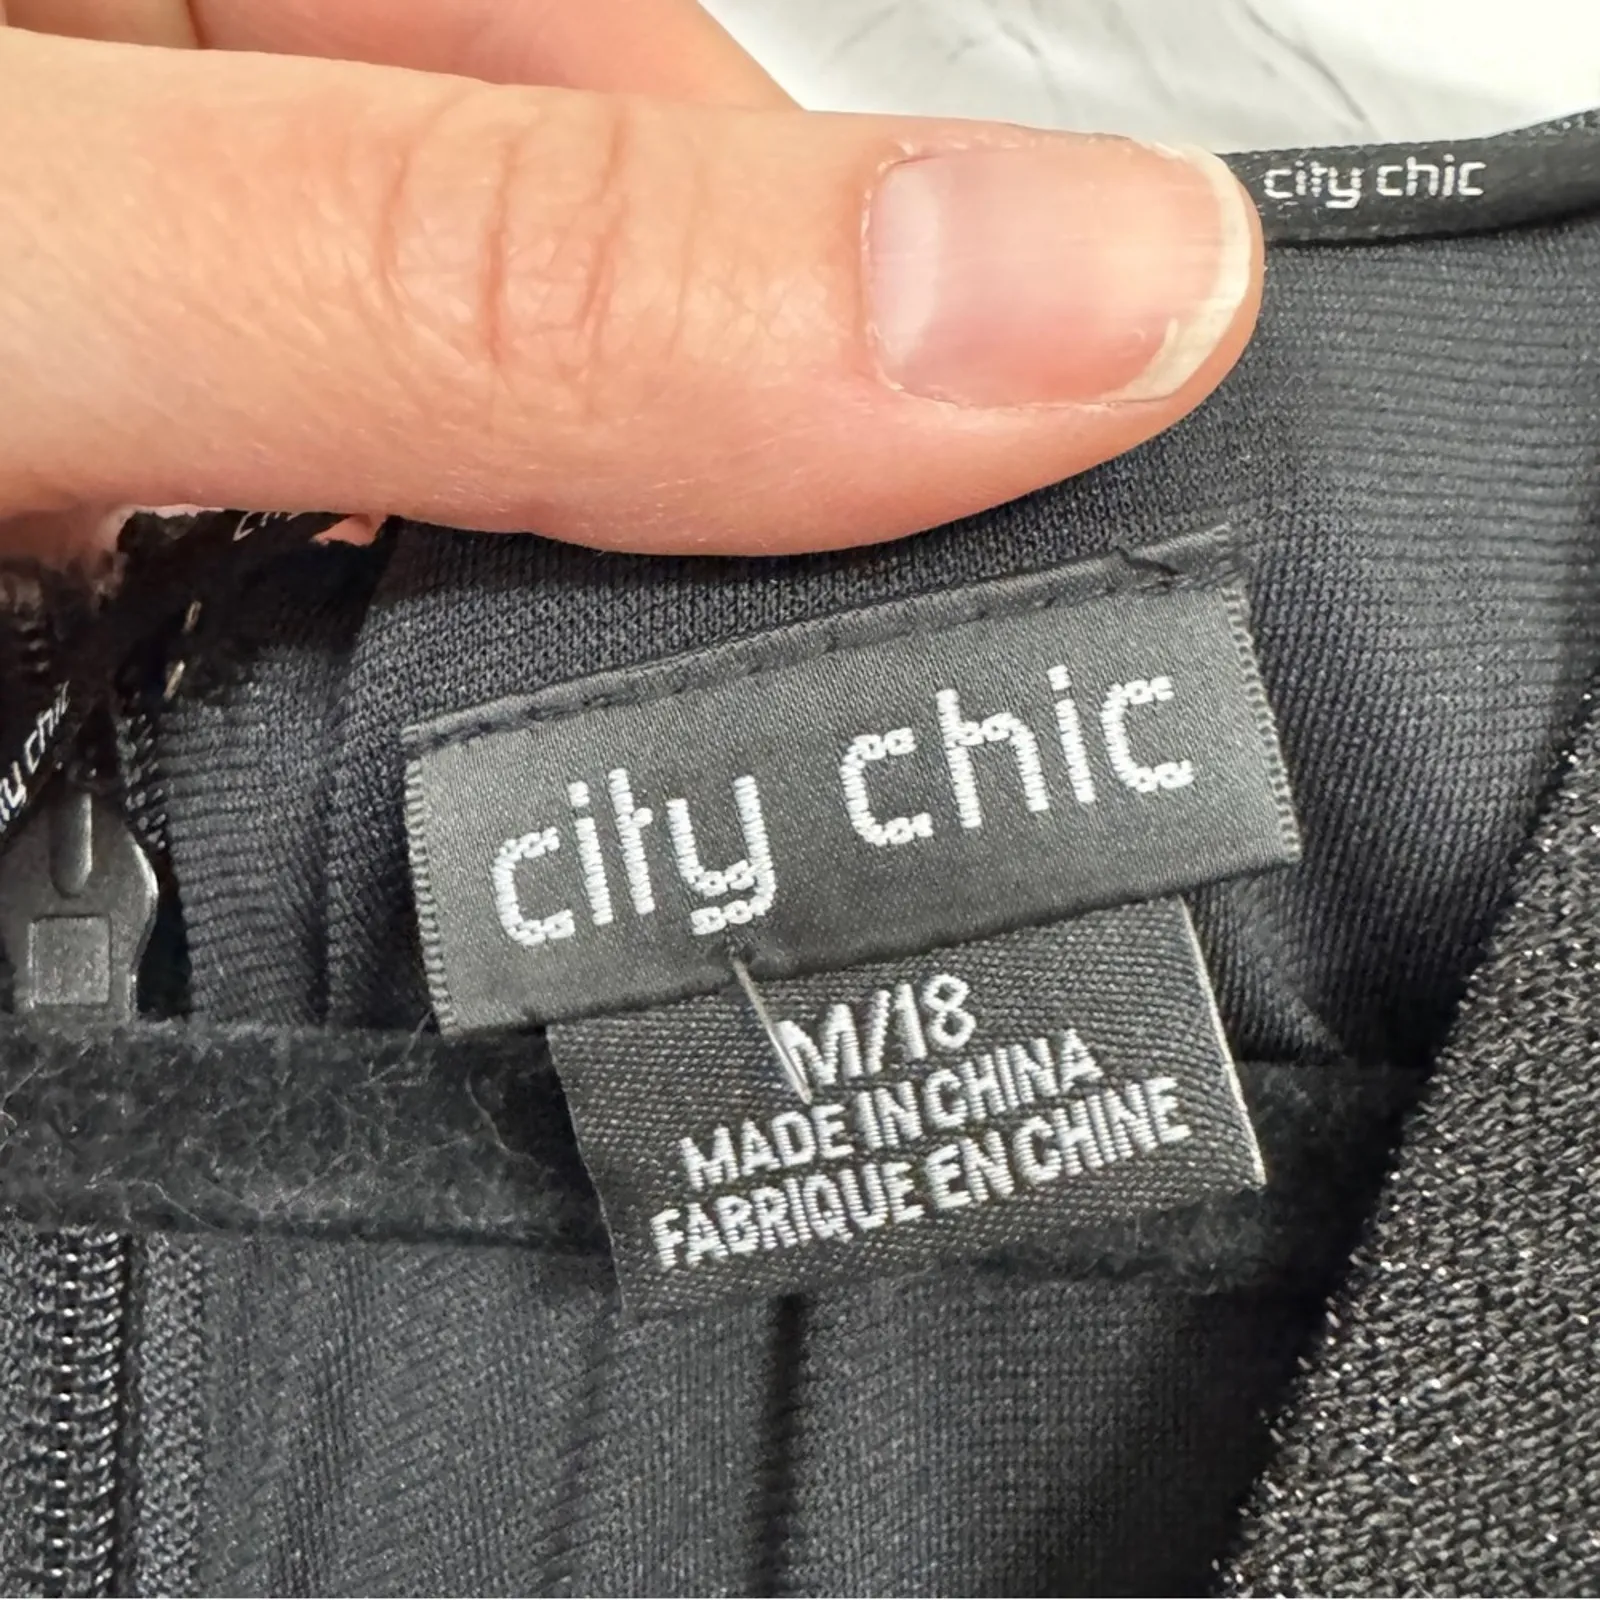 city chic
city chic
M/18
MADE IN CHINA
FABRIQUE EN CHINE